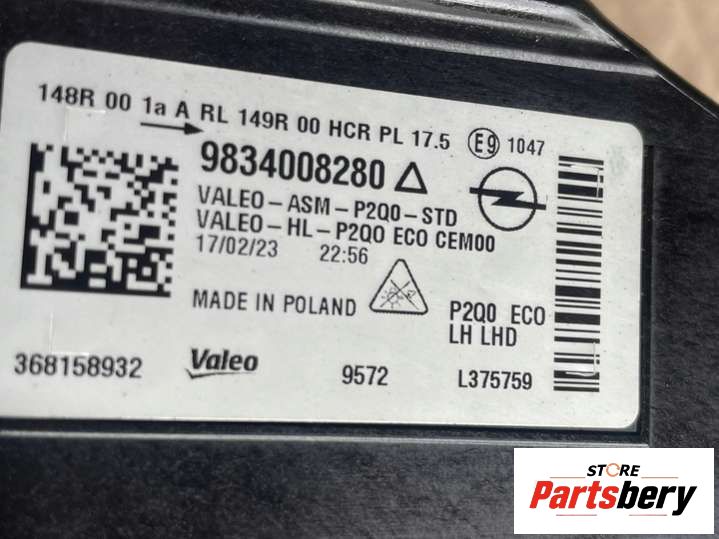 148R 00 1a A RL 149R 00 HCR PL 17.5 E9 1047
9834008280
VALEO-ASM-P2Q0-STD
VALEO-HL-P2Q0 ECO CEM00
17/02/23 22:56
MADE IN POLAND
P2Q0 ECO
LH LHD
368158932 Valeo 9572 L375759
STORE
Partsbery